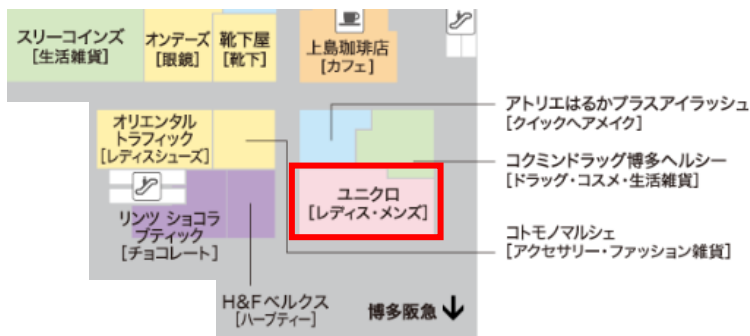 スリーコインズ
[生活雑貨]
オンデーズ
[眼鏡]
靴下屋
[靴下]
上島珈琲店
[カフェ]
アトリエはるかプラスアイラッシュ
[クイックヘアメイク]
オリエンタル
トラフィック
[レディスシューズ]
コクミンドラッグ博多ヘルシー
[ドラッグ・コスメ・生活雑貨]
ユニクロ
[レディス・メンズ]
リンツ ショコラ
ブティック
[チョコレート]
コトモノマルシェ
[アクセサリー・ファッション雑貨]
H&Fベルクス
[ハーブティー]
博多阪急